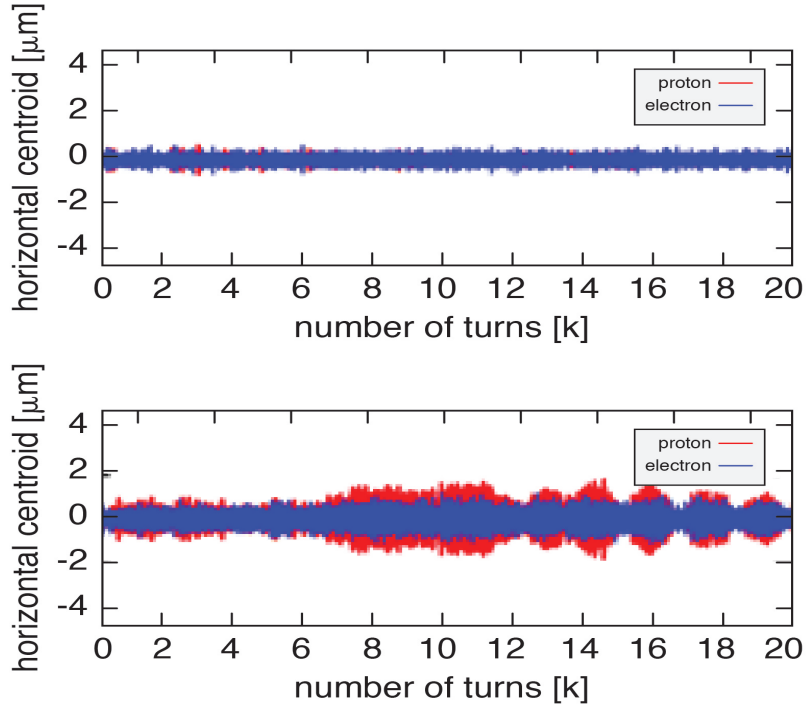 horizontal centroid [μm]
4
2
0
-2
-4
proton
electron
0 2 4 6 8 10 12 14 16 18 20
number of turns [k]
horizontal centroid [μm]
4
2
0
-2
-4
proton
electron
0 2 4 6 8 10 12 14 16 18 20
number of turns [k]